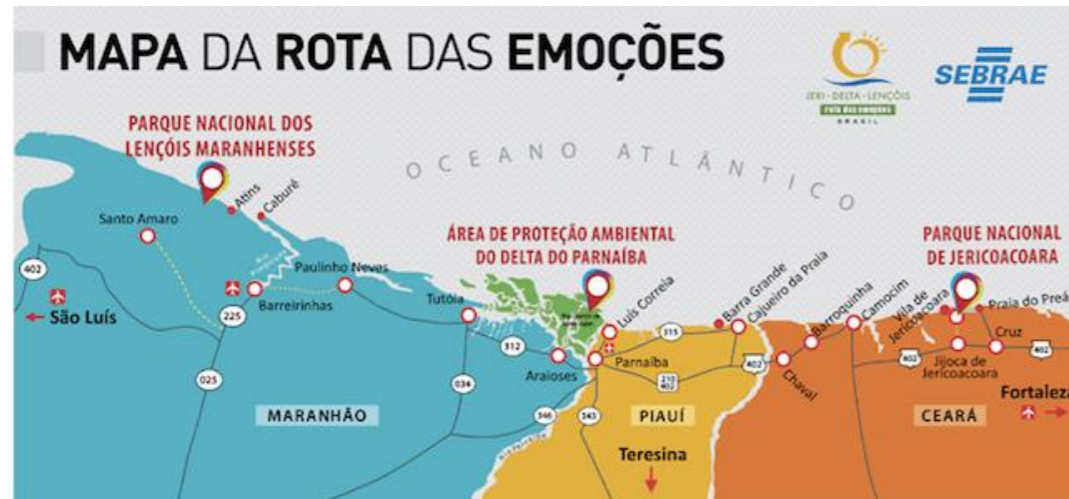 MAPA DA ROTA DAS EMOÇÕES
JERI - DELTA - LENÇÓIS
rota das emoções
BRASIL
SEBRAE
PARQUE NACIONAL DOS
LENÇÓIS MARANHENSES
OCEANO ATLÂNTICO
Atins
Caburé
Santo Amaro
ÁREA DE PROTEÇÃO AMBIENTAL
DO DELTA DO PARNAÍBA
PARQUE NACIONAL
DE JERICOACOARA
402
São Luís
225
Barreirinhas
Paulinho Neves
Tutóia
Luís Correia
Barra Grande
Cajueiro da Praia
Barroquinha
Camocim
Vila de
Jericoacoara
Praia do Preá
Cruz
312
Araioses
315
Parnaíba
210
402
402
Chaval
402
Jijoca de
Jericoacoara
402
025
034
346
343
MARANHÃO
PIAUÍ
CEARÁ
Fortaleza
Teresina